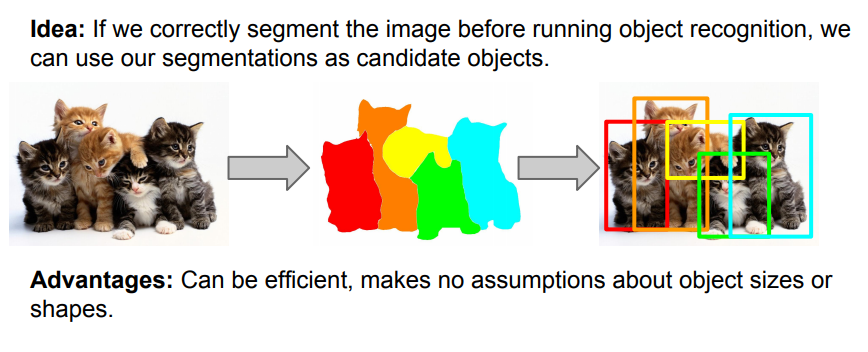 Idea: If we correctly segment the image before running object recognition, we
can use our segmentations as candidate objects.
Advantages: Can be efficient, makes no assumptions about object sizes or
shapes.